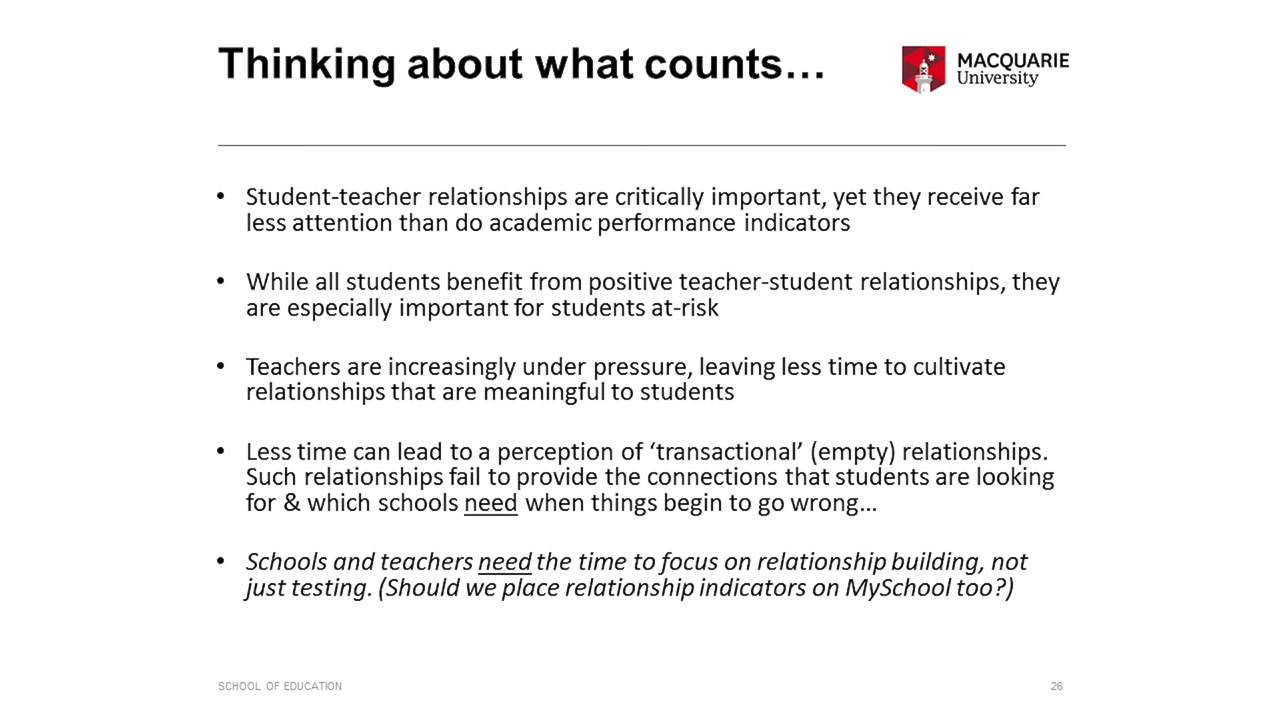 Thinking about what counts…
MACQUARIE
University
• Student-teacher relationships are critically important, yet they receive far
less attention than do academic performance indicators
• While all students benefit from positive teacher-student relationships, they
are especially important for students at-risk
• Teachers are increasingly under pressure, leaving less time to cultivate
relationships that are meaningful to students
• Less time can lead to a perception of ‘transactional’ (empty) relationships.
Such relationships fail to provide the connections that students are looking
for & which schools need when things begin to go wrong…
• Schools and teachers need the time to focus on relationship building, not
just testing. (Should we place relationship indicators on MySchool too?)
SCHOOL OF EDUCATION
26